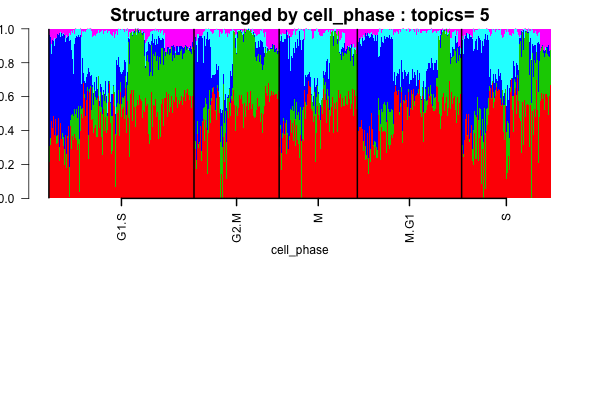 Structure arranged by cell_phase : topics= 5
1.0
0.8
0.6
0.4
0.2
0.0
G1.S
G2.M
M
M.G1
S
cell_phase